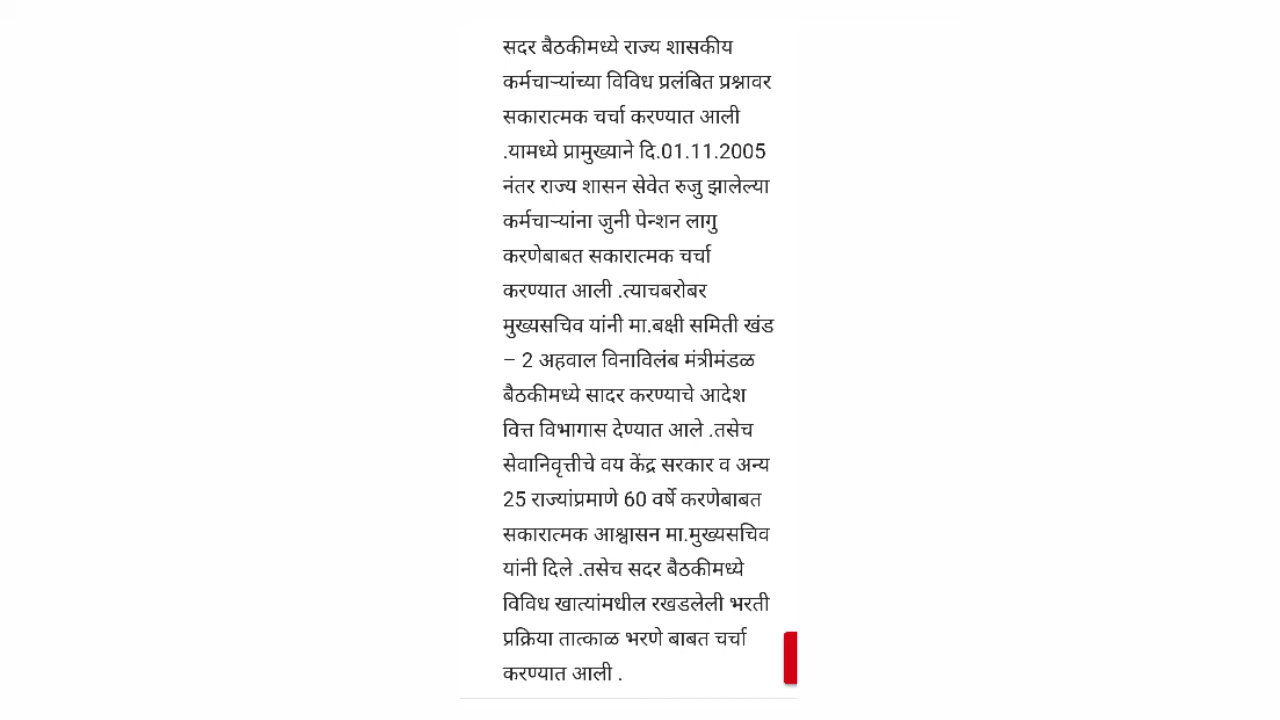 सदर बैठकीमध्ये राज्य शासकीय
कर्मचाऱ्यांच्या विविध प्रलंबित प्रश्नावर
सकारात्मक चर्चा करण्यात आली
.यामध्ये प्रामुख्याने दि.01.11.2005
नंतर राज्य शासन सेवेत रुजु झालेल्या
कर्मचाऱ्यांना जुनी पेन्शन लागु
करणेबाबत सकारात्मक चर्चा
करण्यात आली .त्याचबरोबर
मुख्यसचिव यांनी मा.बक्षी समिती खंड
– 2 अहवाल विनाविलंब मंत्रीमंडळ
बैठकीमध्ये सादर करण्याचे आदेश
वित्त विभागास देण्यात आले .तसेच
सेवानिवृत्तीचे वय केंद्र सरकार व अन्य
25 राज्यांप्रमाणे 60 वर्षे करणेबाबत
सकारात्मक आश्वासन मा.मुख्यसचिव
यांनी दिले .तसेच सदर बैठकीमध्ये
विविध खात्यांमधील रखडलेली भरती
प्रक्रिया तात्काळ भरणे बाबत चर्चा
करण्यात आली .